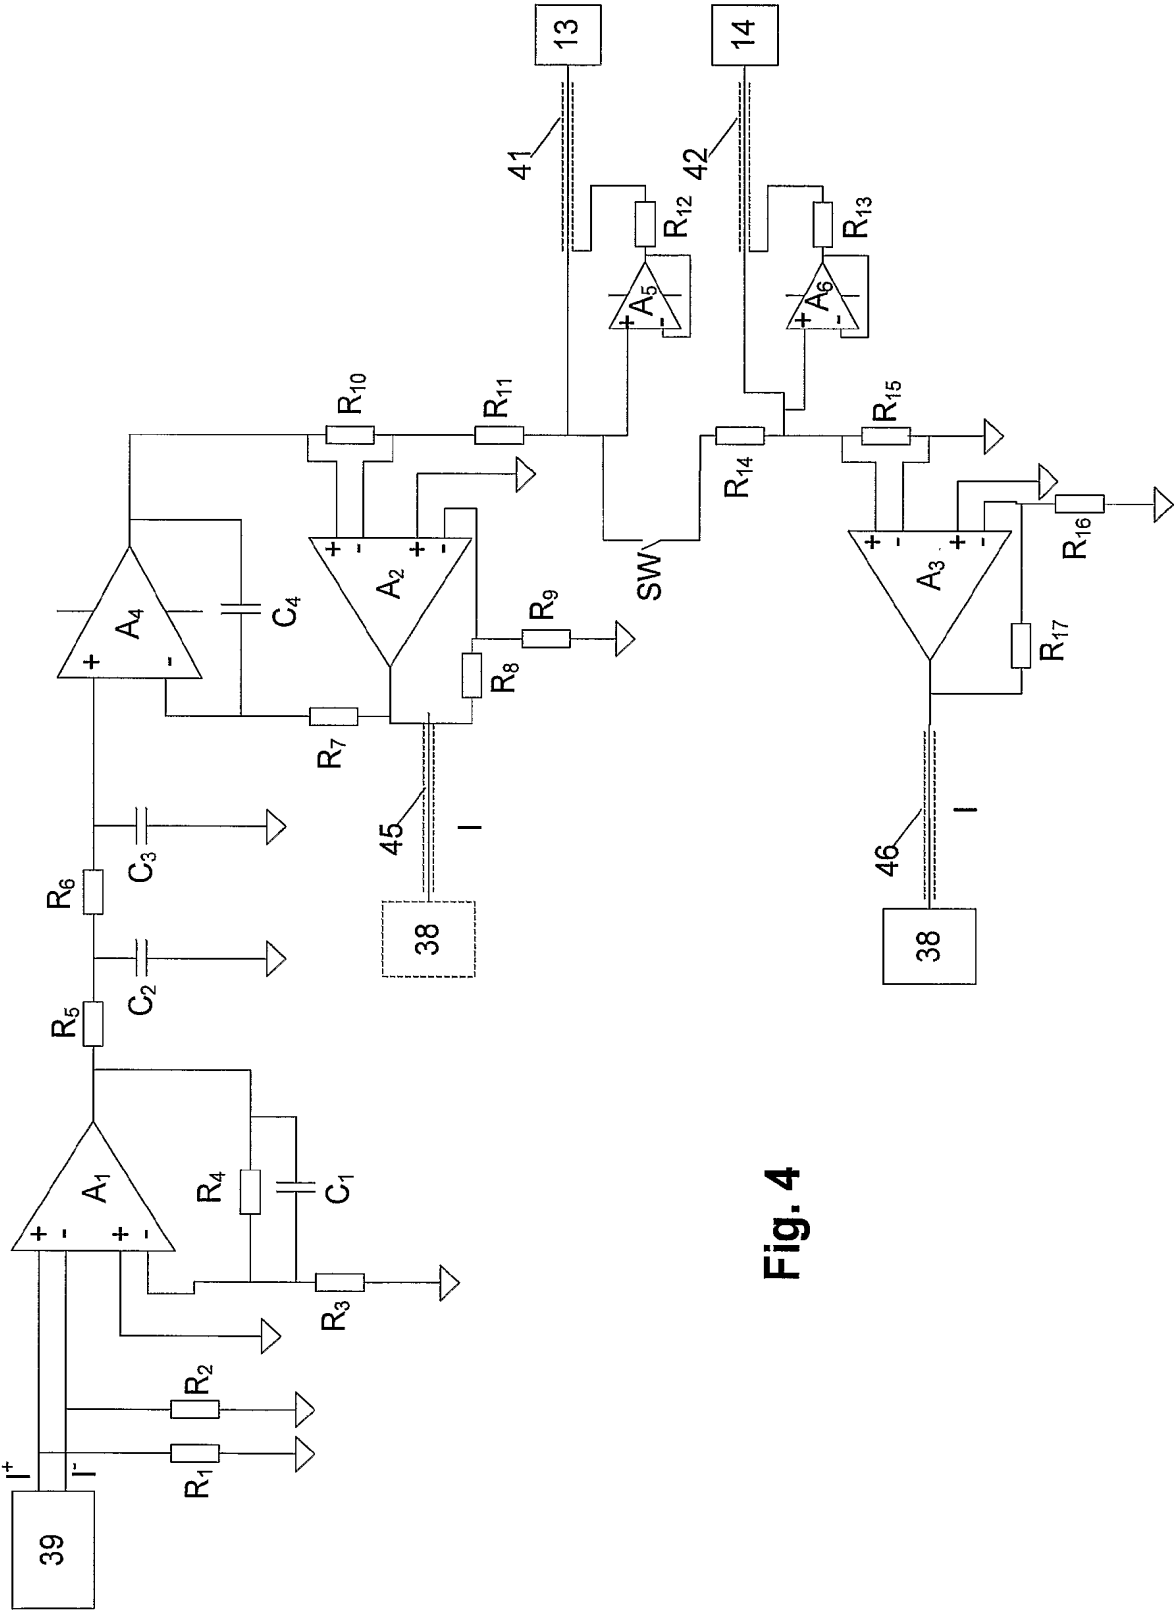 39
I+
I-
R1
R2
+
-
+
-
A1
R3
R4
C1
R5
C2
R6
C3
+
-
A4
C4
R7
38
45
I
R8
R9
A2
+
-
+
-
R10
R11
SW
13
41
+
-
A5
R12
14
42
+
-
A6
R13
R14
R15
38
46
I
R17
R16
A3
+
-
+
-
Fig. 4